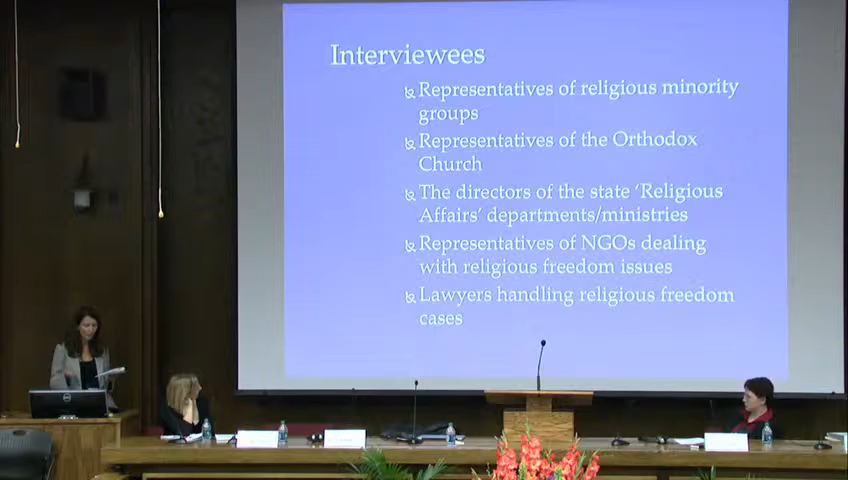 Interviewees
Representatives of religious minority
groups
Representatives of the Orthodox
Church
The directors of the state ‘Religious
Affairs’ departments/ministries
Representatives of NGOs dealing
with religious freedom issues
Lawyers handling religious freedom
cases